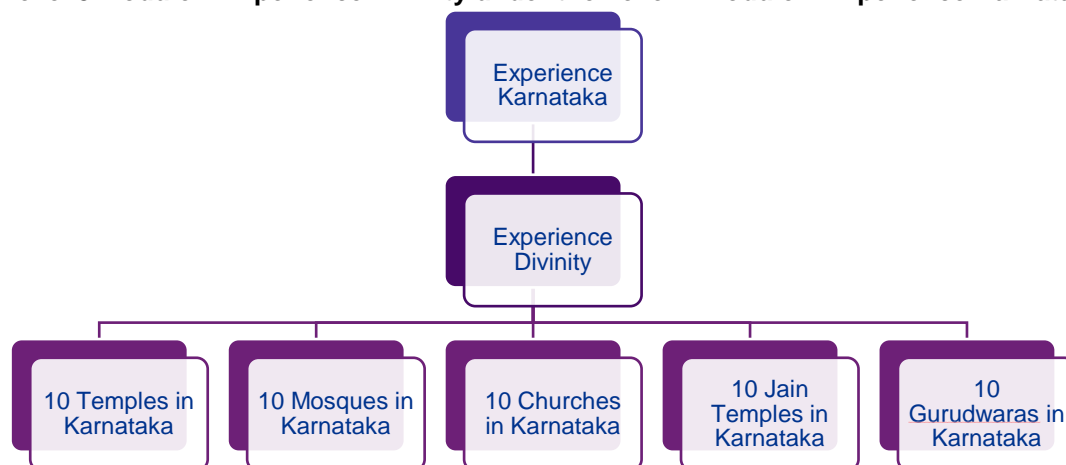 Experience
Karnataka
Experience
Divinity
10 Temples in
Karnataka
10 Mosques in
Karnataka
10 Churches
in Karnataka
10 Jain
Temples in
Karnataka
10
Gurudwaras in
Karnataka